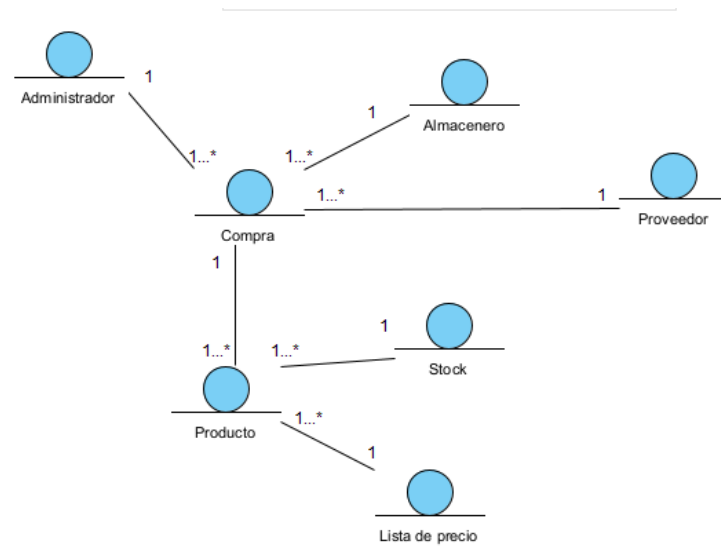 1
Administrador
1
Almacenero
1...*
1...*
1...*
1
Proveedor
Compra
1
1...*
1...*
1
Stock
Producto
1...*
1
Lista de precio